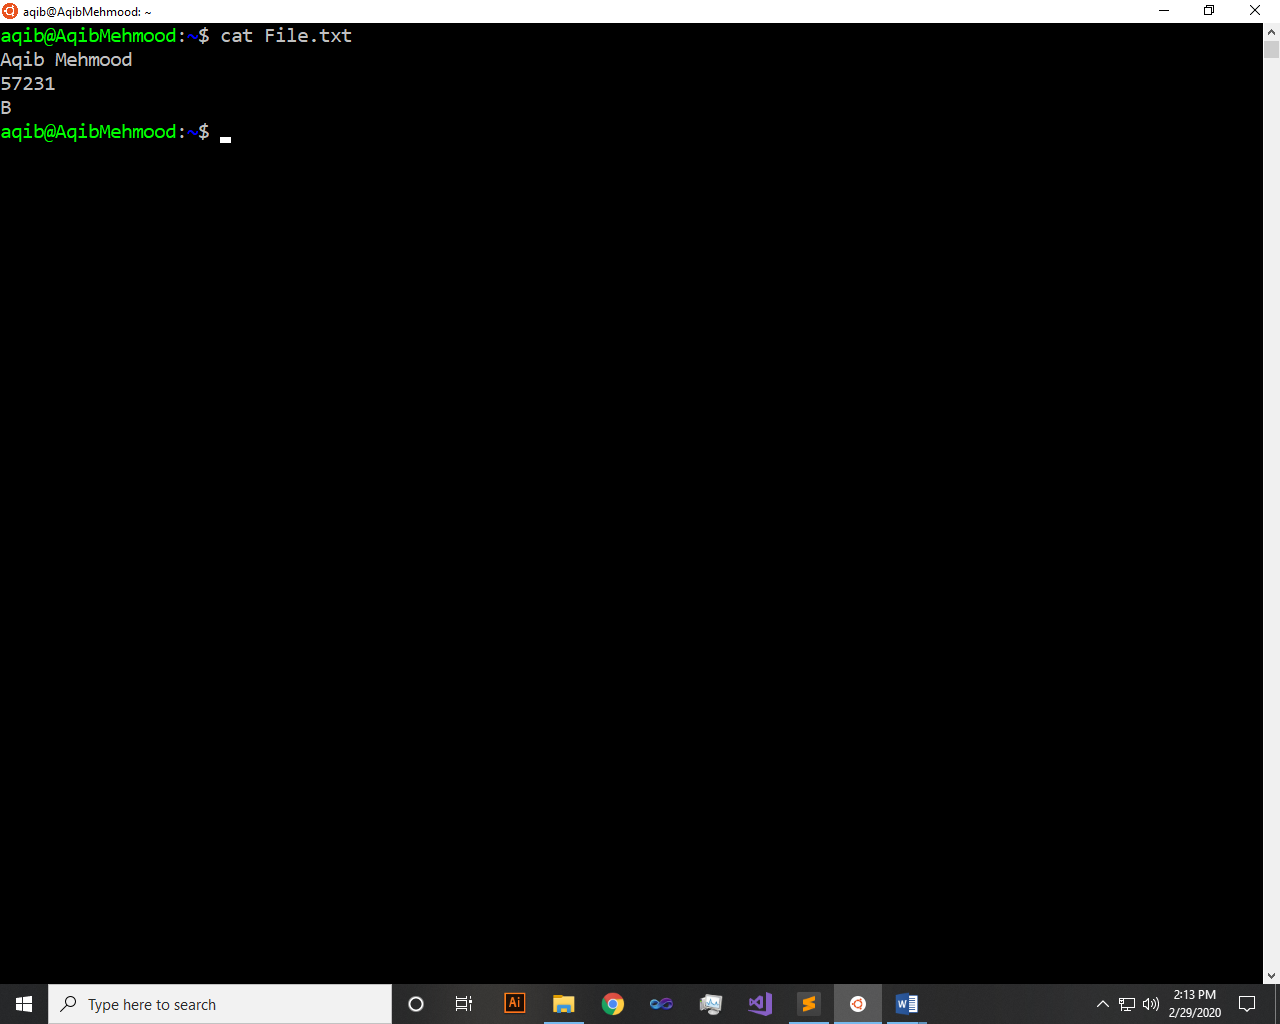 aqib@AqibMehmood: ~
aqib@AqibMehmood:~$ cat File.txt
Aqib Mehmood
57231
B
aqib@AqibMehmood:~$
Type here to search
Ai
W
2:13 PM
2/29/2020